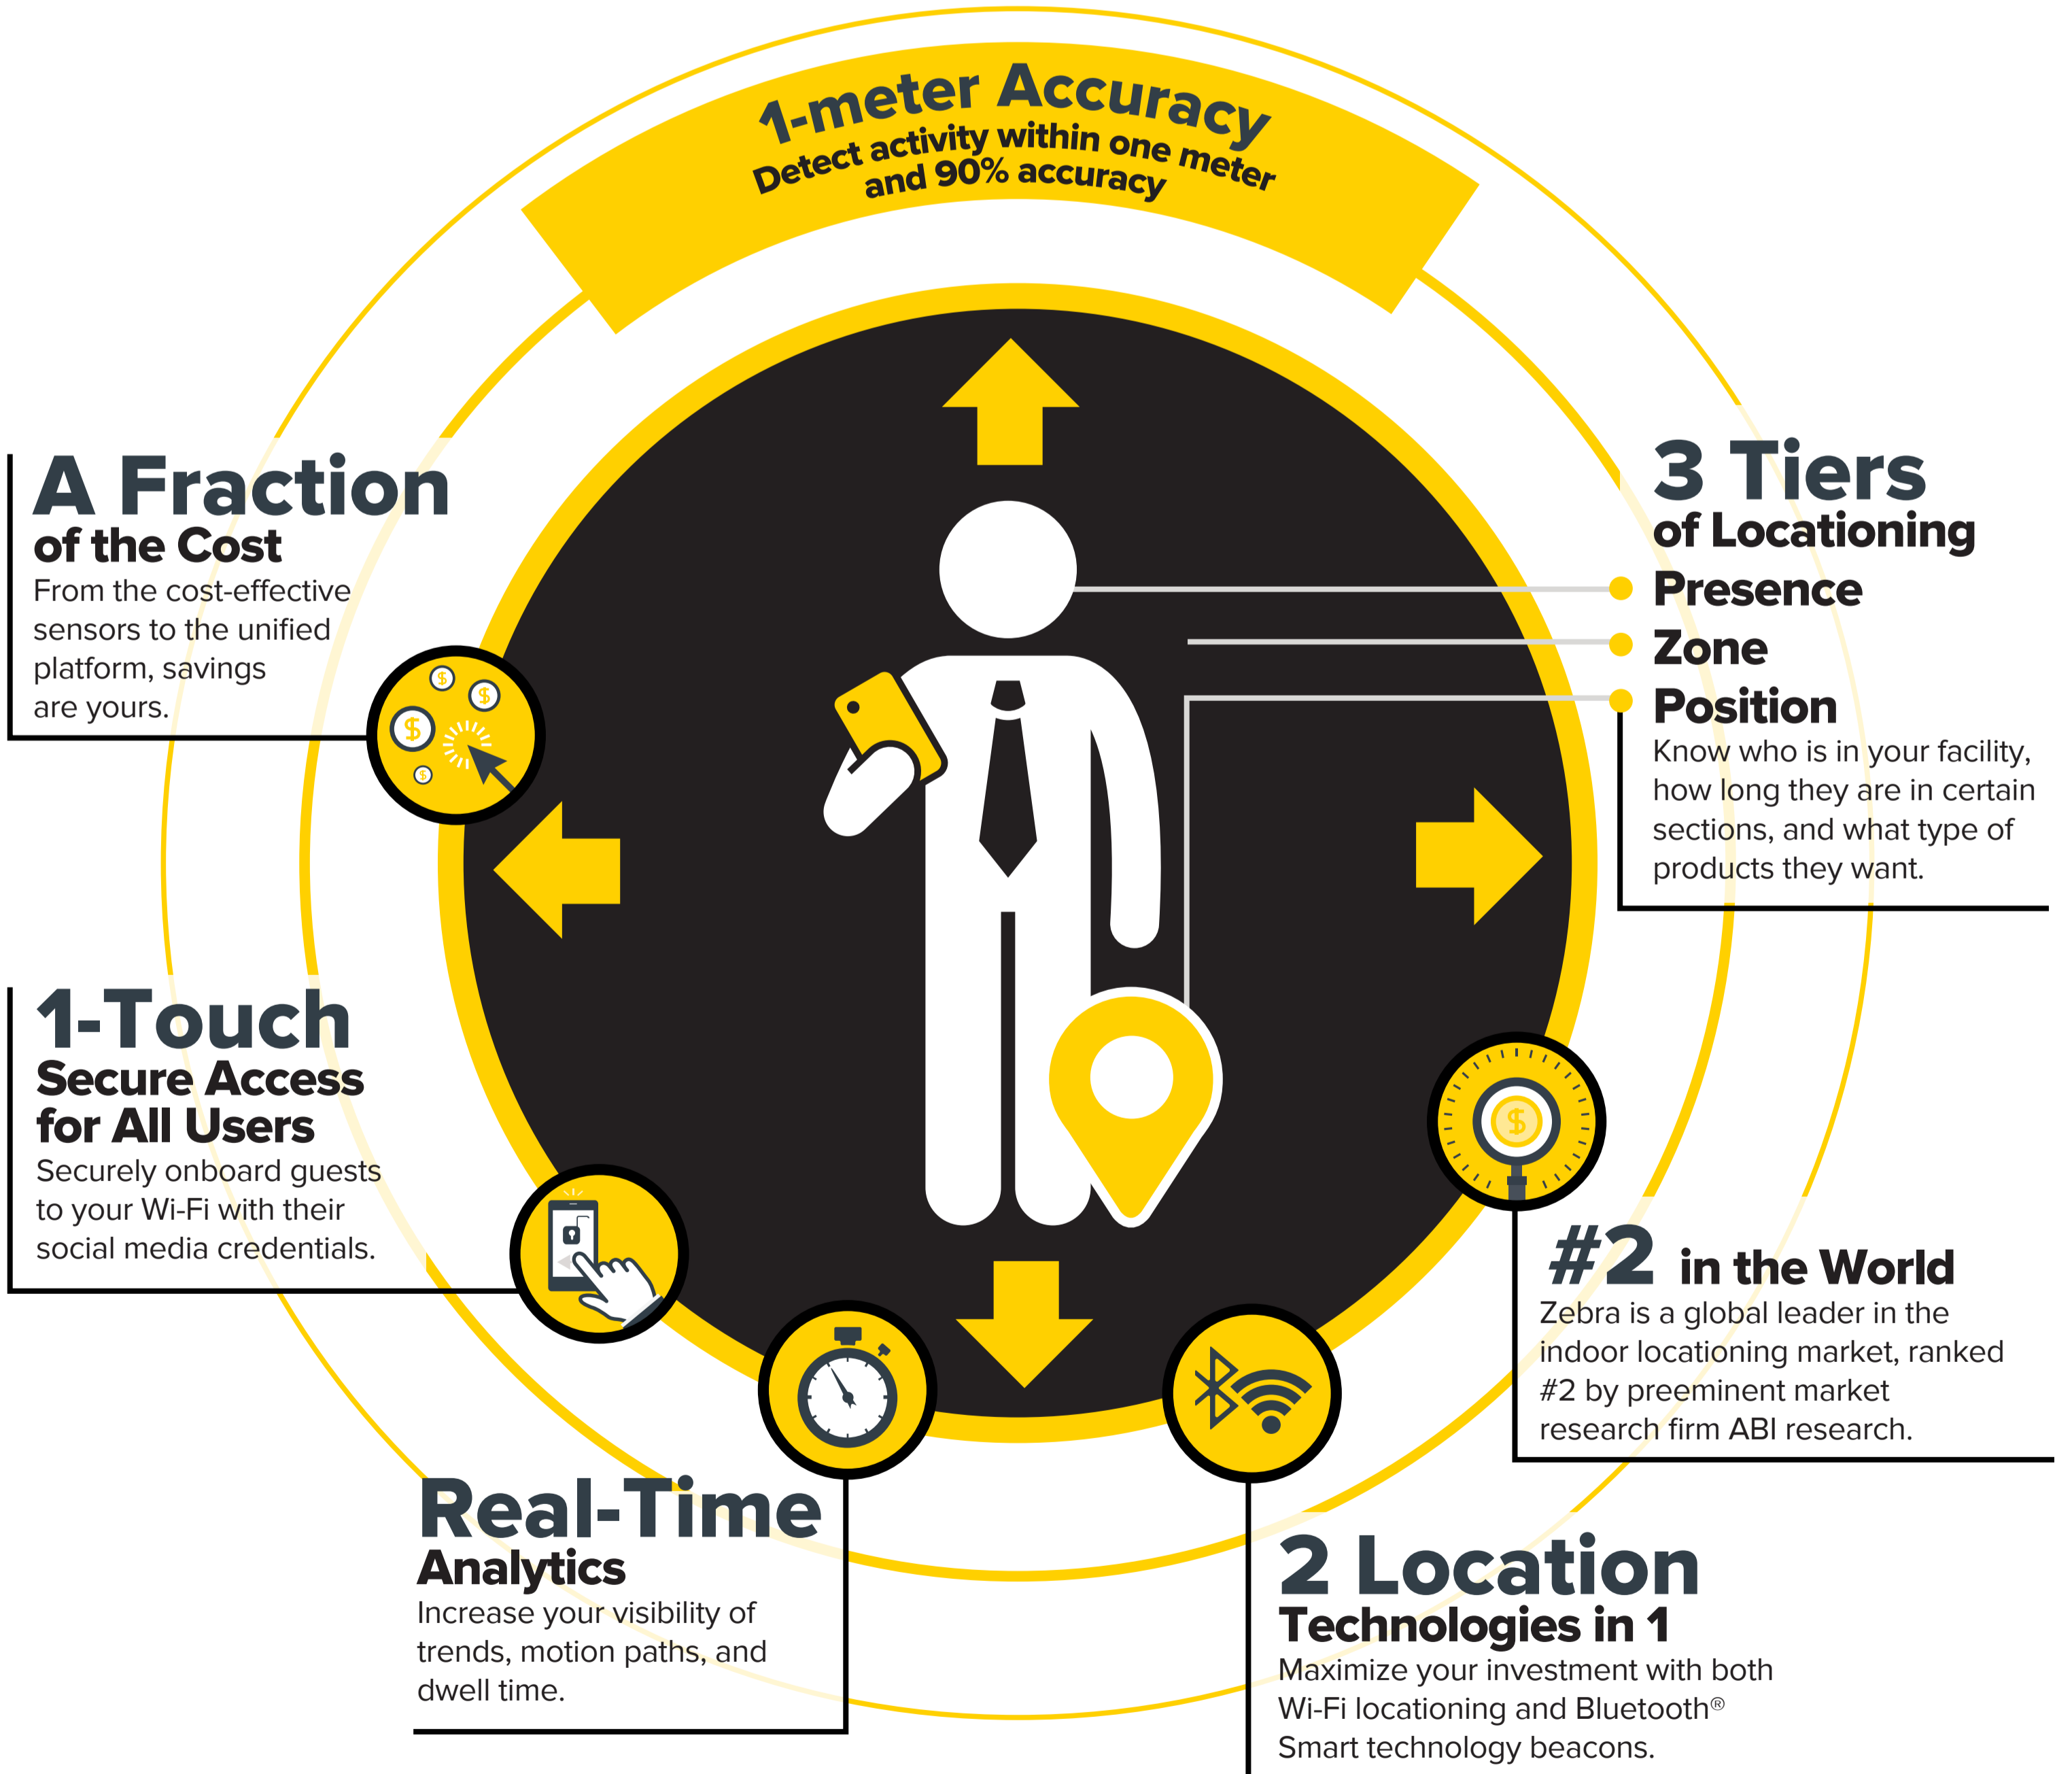 1-meter Accuracy
Detect activity within one meter
and 90% accuracy
A Fraction
of the Cost
From the cost-effective
sensors to the unified
platform, savings
are yours.
3 Tiers
of Locationing
Presence
Zone
Position
Know who is in your facility,
how long they are in certain
sections, and what type of
products they want.
1-Touch
Secure Access
for All Users
Securely onboard guests
to your Wi-Fi with their
social media credentials.
#2 in the World
Zebra is a global leader in the
indoor locationing market, ranked
#2 by preeminent market
research firm ABI research.
Real-Time
Analytics
Increase your visibility of
trends, motion paths, and
dwell time.
2 Location
Technologies in 1
Maximize your investment with both
Wi-Fi locationing and Bluetooth®
Smart technology beacons.